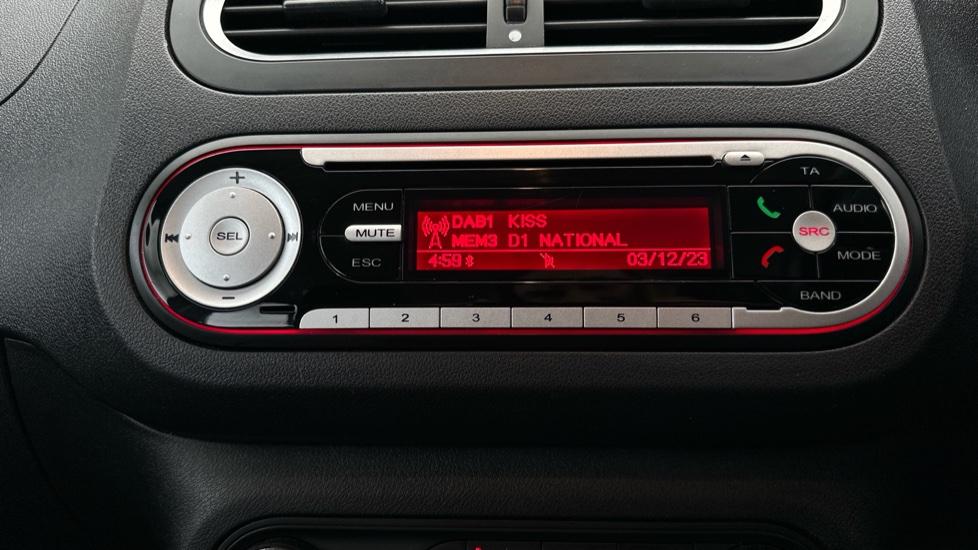 +
SEL
−
MENU
MUTE
ESC
DAB1 KISS
MEM3 D1 NATIONAL
4:59
03/12/23
TA
AUDIO
SRC
MODE
BAND
1 2 3 4 5 6